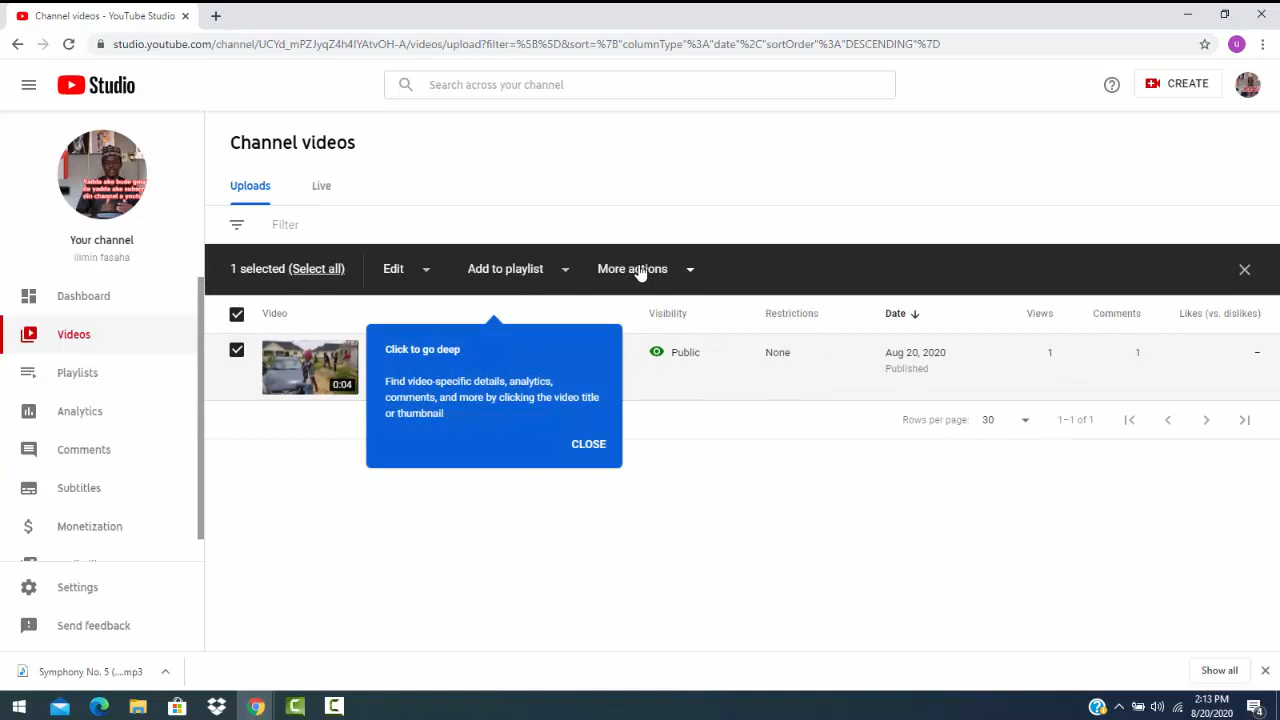 Channel videos - YouTube Studio
studio.youtube.com/channel/UCYd_mPZJyqZ4h4IYAtvOH-A/videos/upload?filter=%5B%5D&sort=%7B"columnType"%3A"date"%2C"sortOrder"%3A"DESCENDING"%7D
u
Studio
Search across your channel
CREATE
Your channel
ilimin fasaha
Dashboard
Videos
Playlists
Analytics
Comments
Subtitles
Monetization
Settings
Send feedback
Channel videos
Uploads
Live
Filter
1 selected (Select all)
Edit
Add to playlist
More actions
Video
Visibility
Restrictions
Date
Views
Comments
Likes (vs. dislikes)
0:04
Public
None
Aug 20, 2020
Published
1
1
–
Click to go deep
Find video-specific details, analytics,
comments, and more by clicking the video title
or thumbnail
CLOSE
Rows per page:
30
1–1 of 1
Symphony No. 5 (....mp3
Show all
2:13 PM
8/20/2020
4